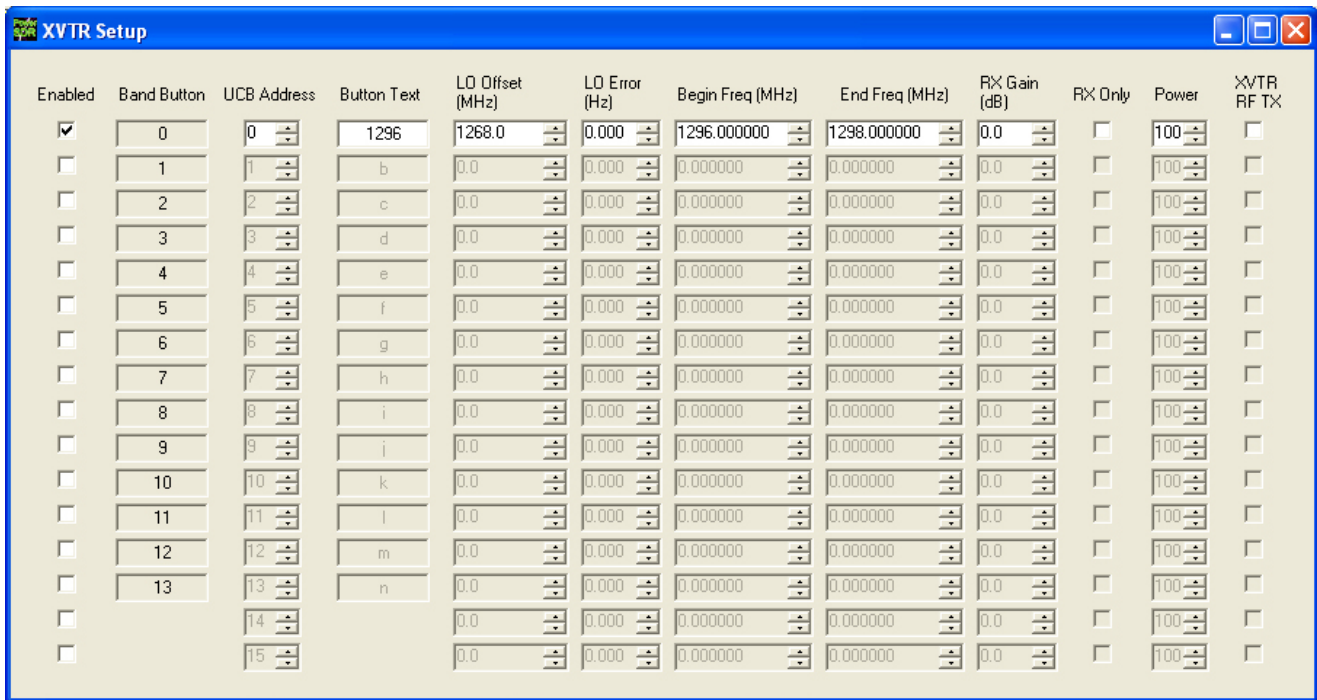 Power SDR XVTR Setup
Enabled Band Button UCB Address Button Text LO Offset (MHz) LO Error (Hz) Begin Freq (MHz) End Freq (MHz) RX Gain (dB) RX Only Power XVTR RF TX
0 0 1296 1268.0 0.000 1296.000000 1298.000000 0.0 100
1 1 b 0.0 0.000 0.000000 0.000000 0.0 100
2 2 c 0.0 0.000 0.000000 0.000000 0.0 100
3 3 d 0.0 0.000 0.000000 0.000000 0.0 100
4 4 e 0.0 0.000 0.000000 0.000000 0.0 100
5 5 f 0.0 0.000 0.000000 0.000000 0.0 100
6 6 g 0.0 0.000 0.000000 0.000000 0.0 100
7 7 h 0.0 0.000 0.000000 0.000000 0.0 100
8 8 i 0.0 0.000 0.000000 0.000000 0.0 100
9 9 j 0.0 0.000 0.000000 0.000000 0.0 100
10 10 k 0.0 0.000 0.000000 0.000000 0.0 100
11 11 l 0.0 0.000 0.000000 0.000000 0.0 100
12 12 m 0.0 0.000 0.000000 0.000000 0.0 100
13 13 n 0.0 0.000 0.000000 0.000000 0.0 100
14 0.0 0.000 0.000000 0.000000 0.0 100
15 0.0 0.000 0.000000 0.000000 0.0 100